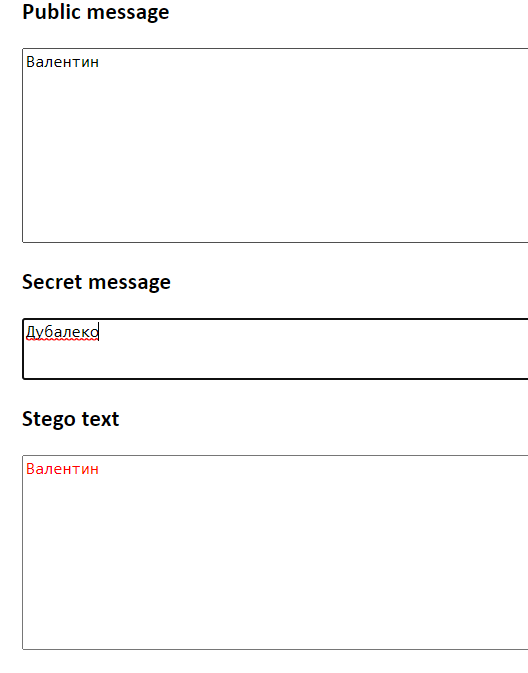 Public message
Валентин
Secret message
Дубалеко
Stego text
Валентин